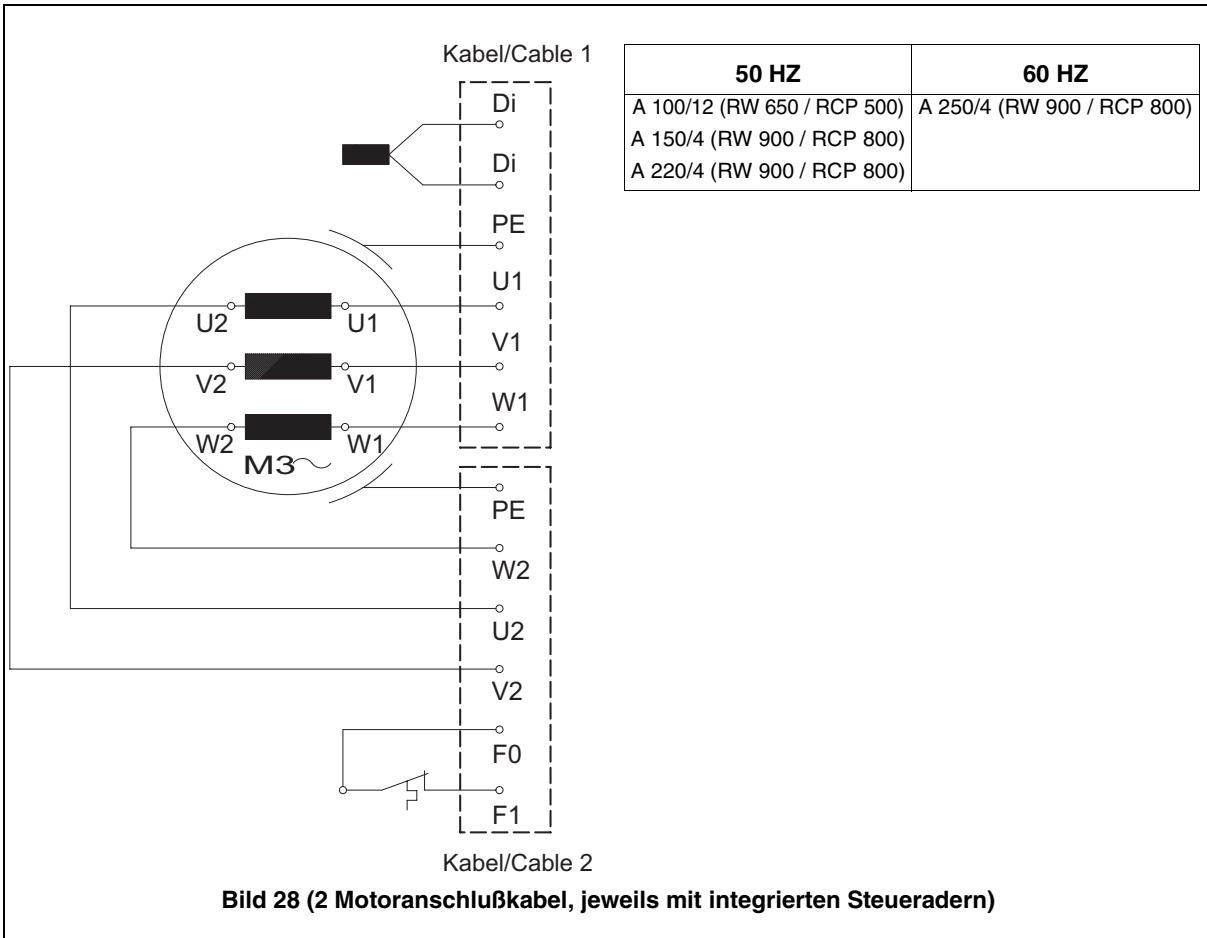 Kabel/Cable 1
Di
Di
PE
U1
V1
W1
U2 U1
V2 V1
W2 W1
M3~
PE
W2
U2
V2
F0
F1
Kabel/Cable 2
50 HZ 60 HZ
A 100/12 (RW 650 / RCP 500) A 250/4 (RW 900 / RCP 800)
A 150/4 (RW 900 / RCP 800)
A 220/4 (RW 900 / RCP 800)
Bild 28 (2 Motoranschlußkabel, jeweils mit integrierten Steueradern)